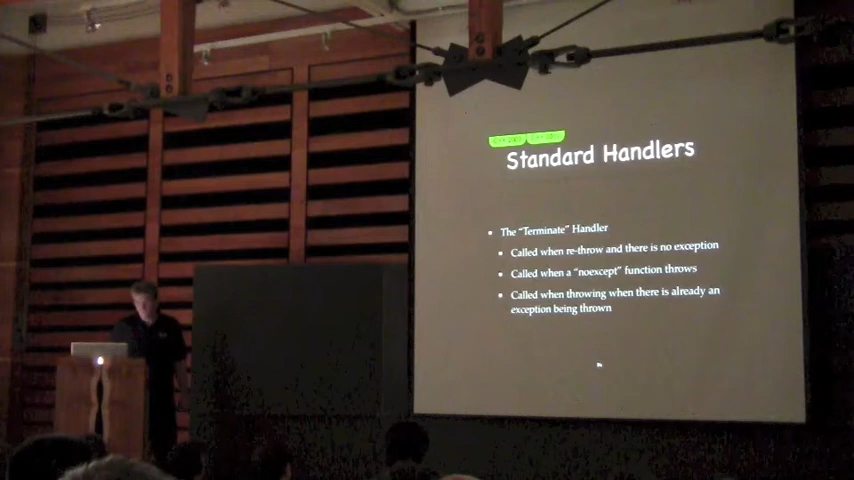 Standard Handlers
• The "Terminate" Handler
• Called when re-throw and there is no exception
• Called when a "noexcept" function throws
• Called when throwing when there is already an
exception being thrown